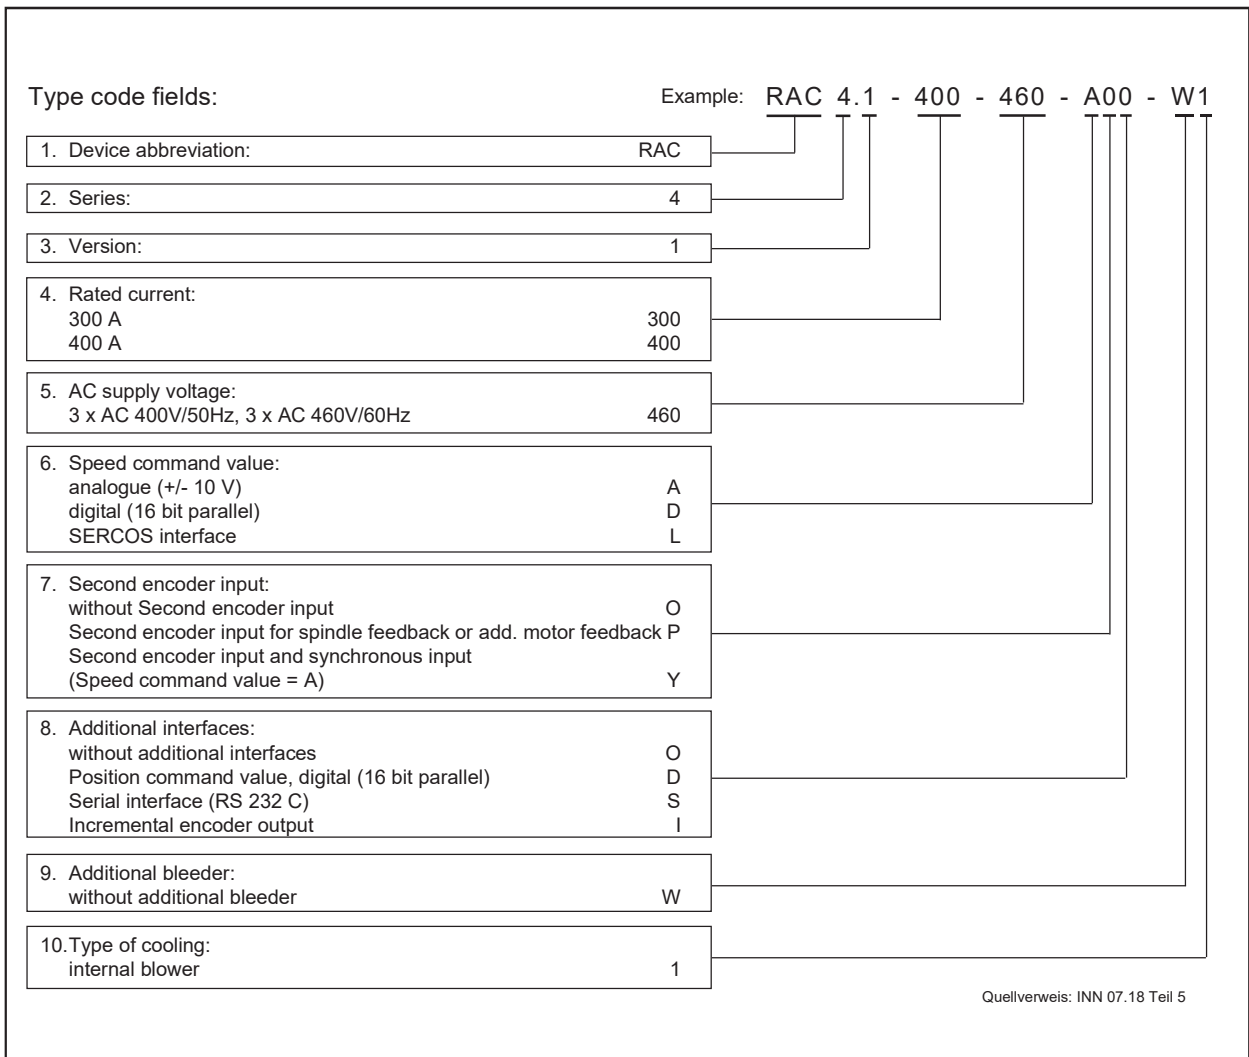 Type code fields: Example: RAC 4.1 - 400 - 460 - A00 - W1
1. Device abbreviation: RAC
2. Series: 4
3. Version: 1
4. Rated current:
300 A 300
400 A 400
5. AC supply voltage:
3 x AC 400V/50Hz, 3 x AC 460V/60Hz 460
6. Speed command value:
analogue (+/- 10 V) A
digital (16 bit parallel) D
SERCOS interface L
7. Second encoder input:
without Second encoder input O
Second encoder input for spindle feedback or add. motor feedback P
Second encoder input and synchronous input
(Speed command value = A) Y
8. Additional interfaces:
without additional interfaces O
Position command value, digital (16 bit parallel) D
Serial interface (RS 232 C) S
Incremental encoder output I
9. Additional bleeder:
without additional bleeder W
10.Type of cooling:
internal blower 1
Quellverweis: INN 07.18 Teil 5